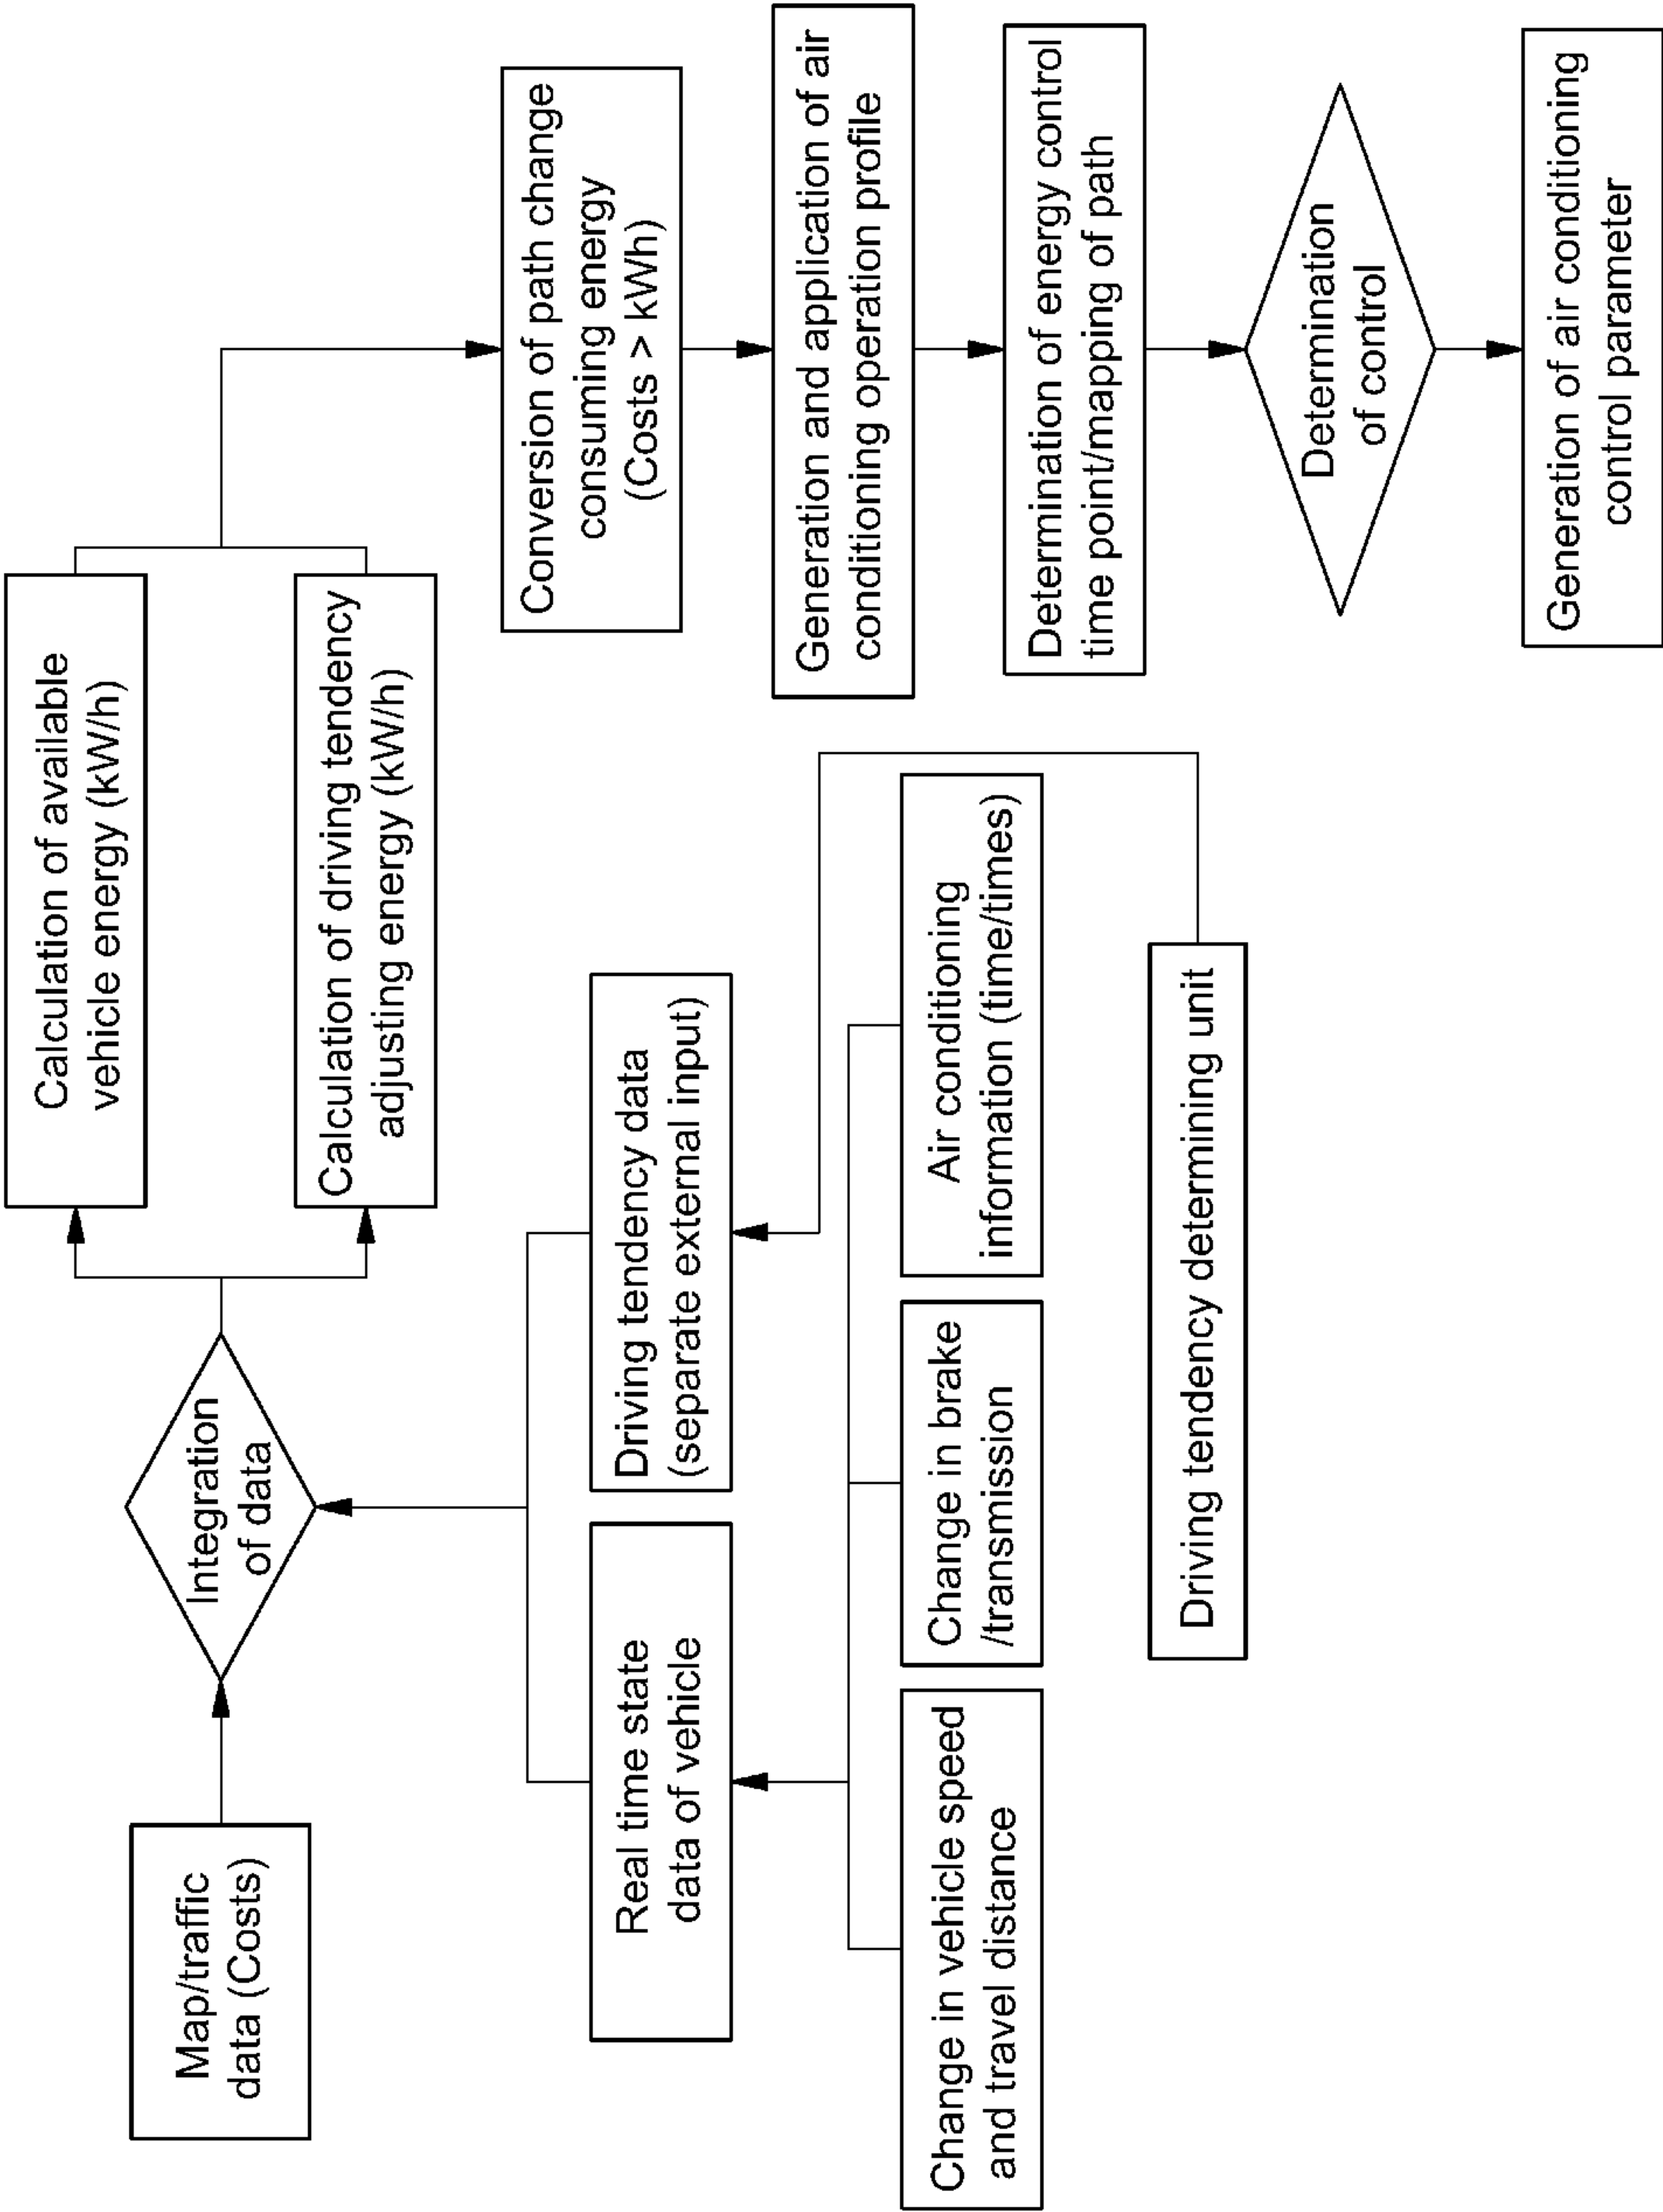 Map/traffic
data (Costs)
Integration
of data
Calculation of available
vehicle energy (kW/h)
Calculation of driving tendency
adjusting energy (kW/h)
Real time state
data of vehicle
Driving tendency data
(separate external input)
Change in vehicle speed
and travel distance
Change in brake
/transmission
Air conditioning
information (time/times)
Driving tendency determining unit
Conversion of path change
consuming energy
(Costs > kWh)
Generation and application of air
conditioning operation profile
Determination of energy control
time point/mapping of path
Determination
of control
Generation of air conditioning
control parameter